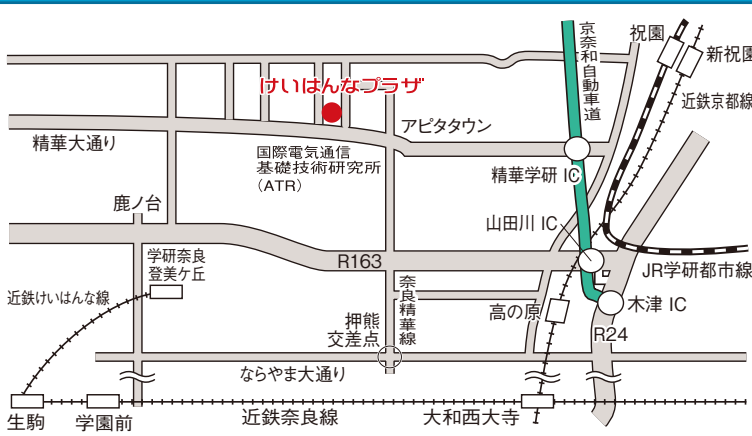 京奈和自動車道
祝園
新祝園
近鉄京都線
けいはんなプラザ
アピタタウン
精華大通り
国際電気通信
基礎技術研究所
(ATR)
精華学研 IC
鹿ノ台
山田川 IC
学研奈良
登美ケ丘
R163
JR学研都市線
近鉄けいはんな線
奈良精華線
高の原
木津 IC
押熊
交差点
R24
ならやま大通り
生駒
学園前
近鉄奈良線
大和西大寺